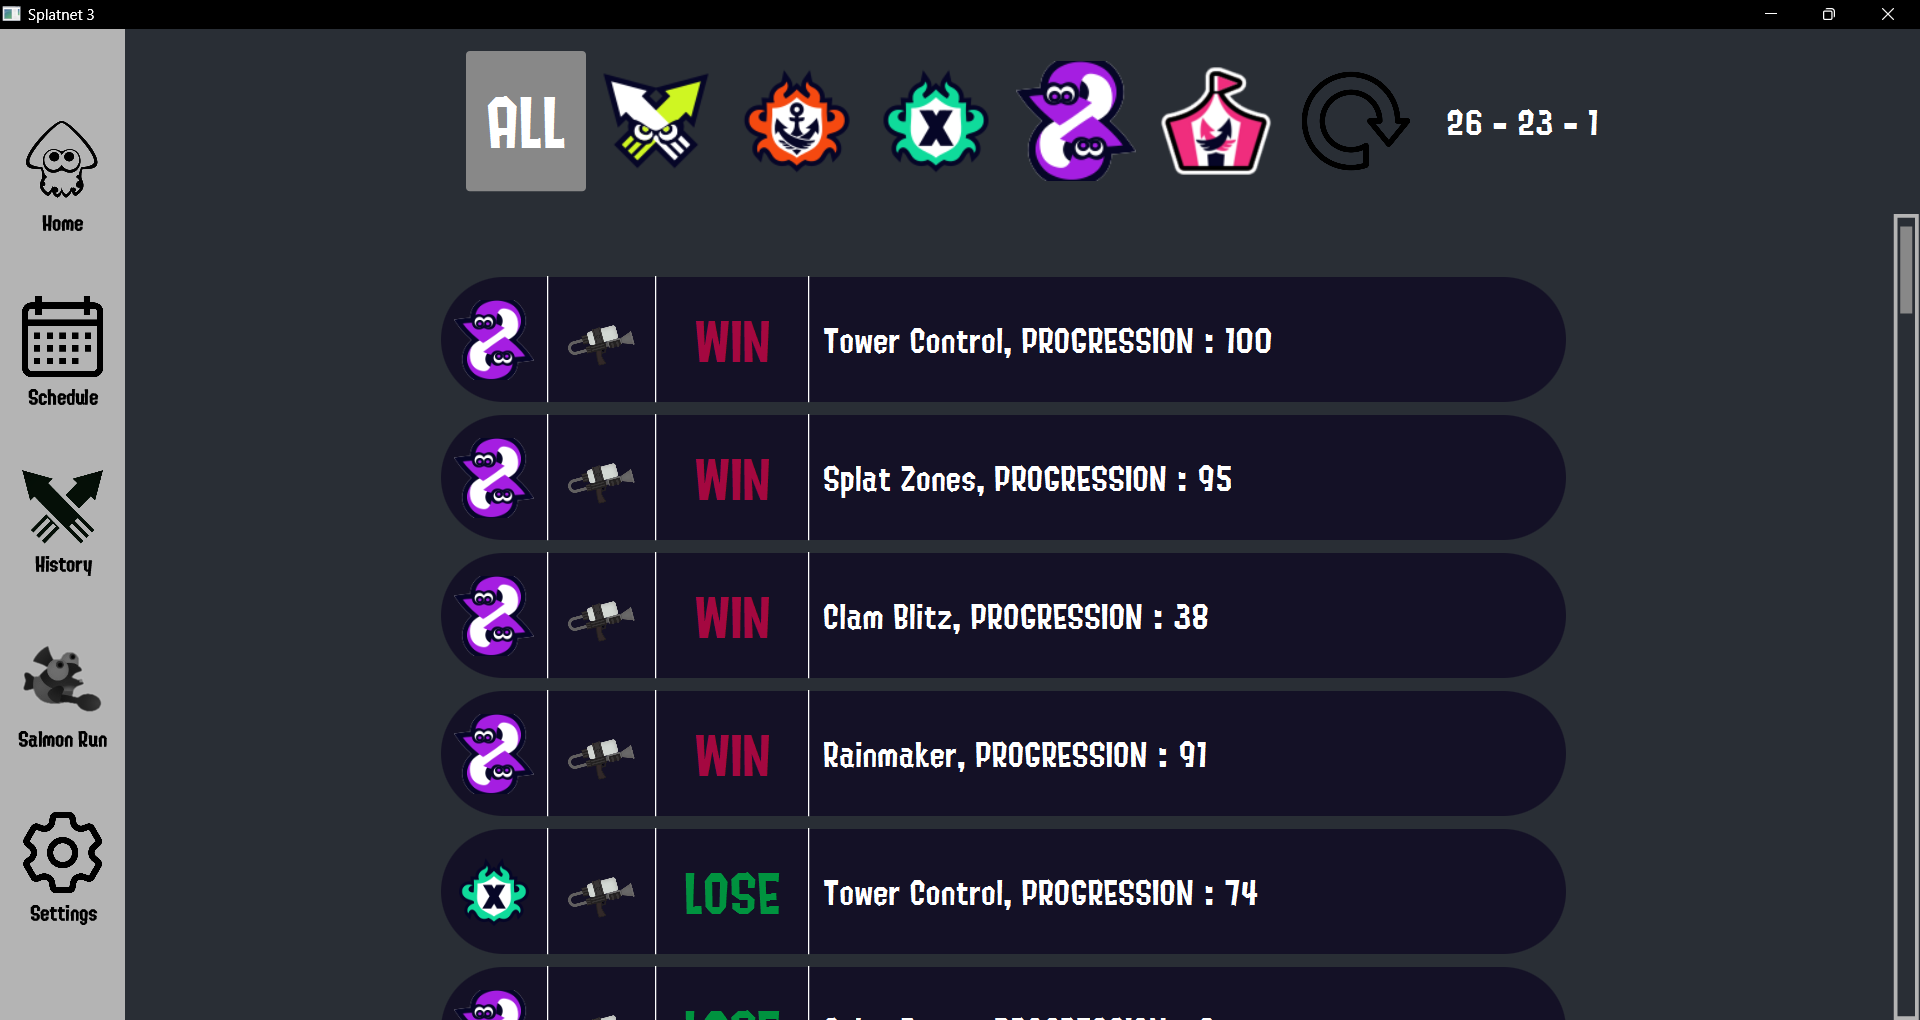 Splatnet 3
ALL
26 - 23 - 1
Home
Schedule
History
Salmon Run
Settings
WIN
Tower Control, PROGRESSION : 100
WIN
Splat Zones, PROGRESSION : 95
WIN
Clam Blitz, PROGRESSION : 38
WIN
Rainmaker, PROGRESSION : 91
X
LOSE
Tower Control, PROGRESSION : 74
LOSE